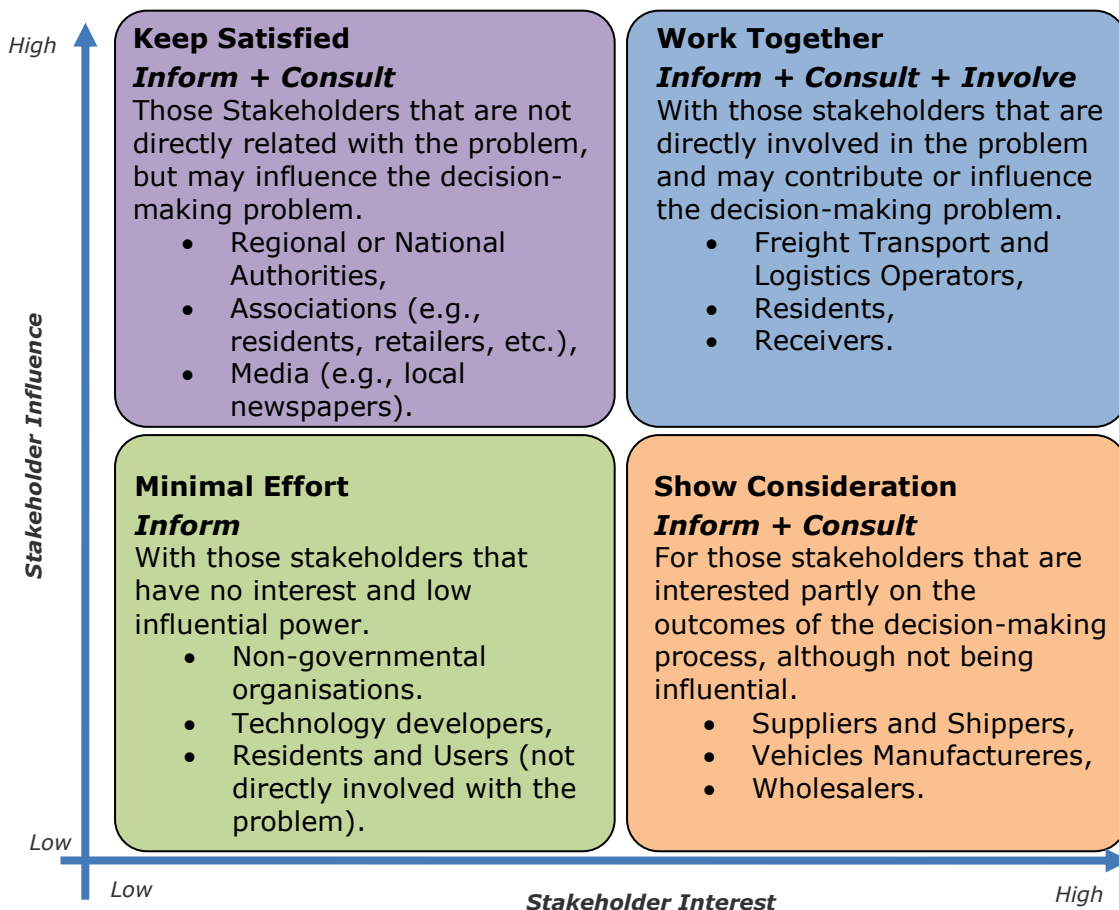 High
Keep Satisfied
Inform + Consult
Those Stakeholders that are not
directly related with the problem,
but may influence the decision-
making problem.
• Regional or National
Authorities,
• Associations (e.g.,
residents, retailers, etc.),
• Media (e.g., local
newspapers).
Work Together
Inform + Consult + Involve
With those stakeholders that are
directly involved in the problem
and may contribute or influence
the decision-making problem.
• Freight Transport and
Logistics Operators,
• Residents,
• Receivers.
Stakeholder Influence
Minimal Effort
Inform
With those stakeholders that
have no interest and low
influential power.
• Non-governmental
organisations.
• Technology developers,
• Residents and Users (not
directly involved with the
problem).
Show Consideration
Inform + Consult
For those stakeholders that are
interested partly on the
outcomes of the decision-making
process, although not being
influential.
• Suppliers and Shippers,
• Vehicles Manufactureres,
• Wholesalers.
Low
Low
Stakeholder Interest
High